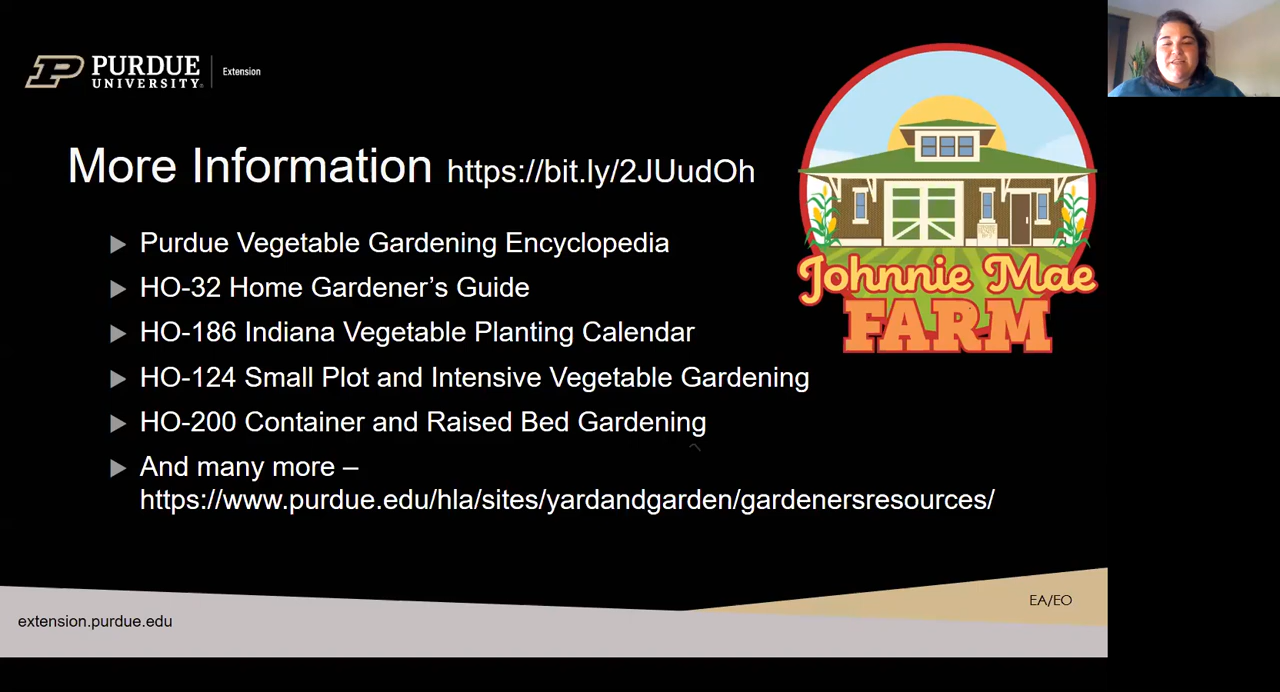 PURDUE
UNIVERSITY®
Extension
More Information https://bit.ly/2JUudOh
Purdue Vegetable Gardening Encyclopedia
HO-32 Home Gardener’s Guide
HO-186 Indiana Vegetable Planting Calendar
HO-124 Small Plot and Intensive Vegetable Gardening
HO-200 Container and Raised Bed Gardening
And many more –
https://www.purdue.edu/hla/sites/yardandgarden/gardenersresources/
Johnnie Mae
FARM
EA/EO
extension.purdue.edu